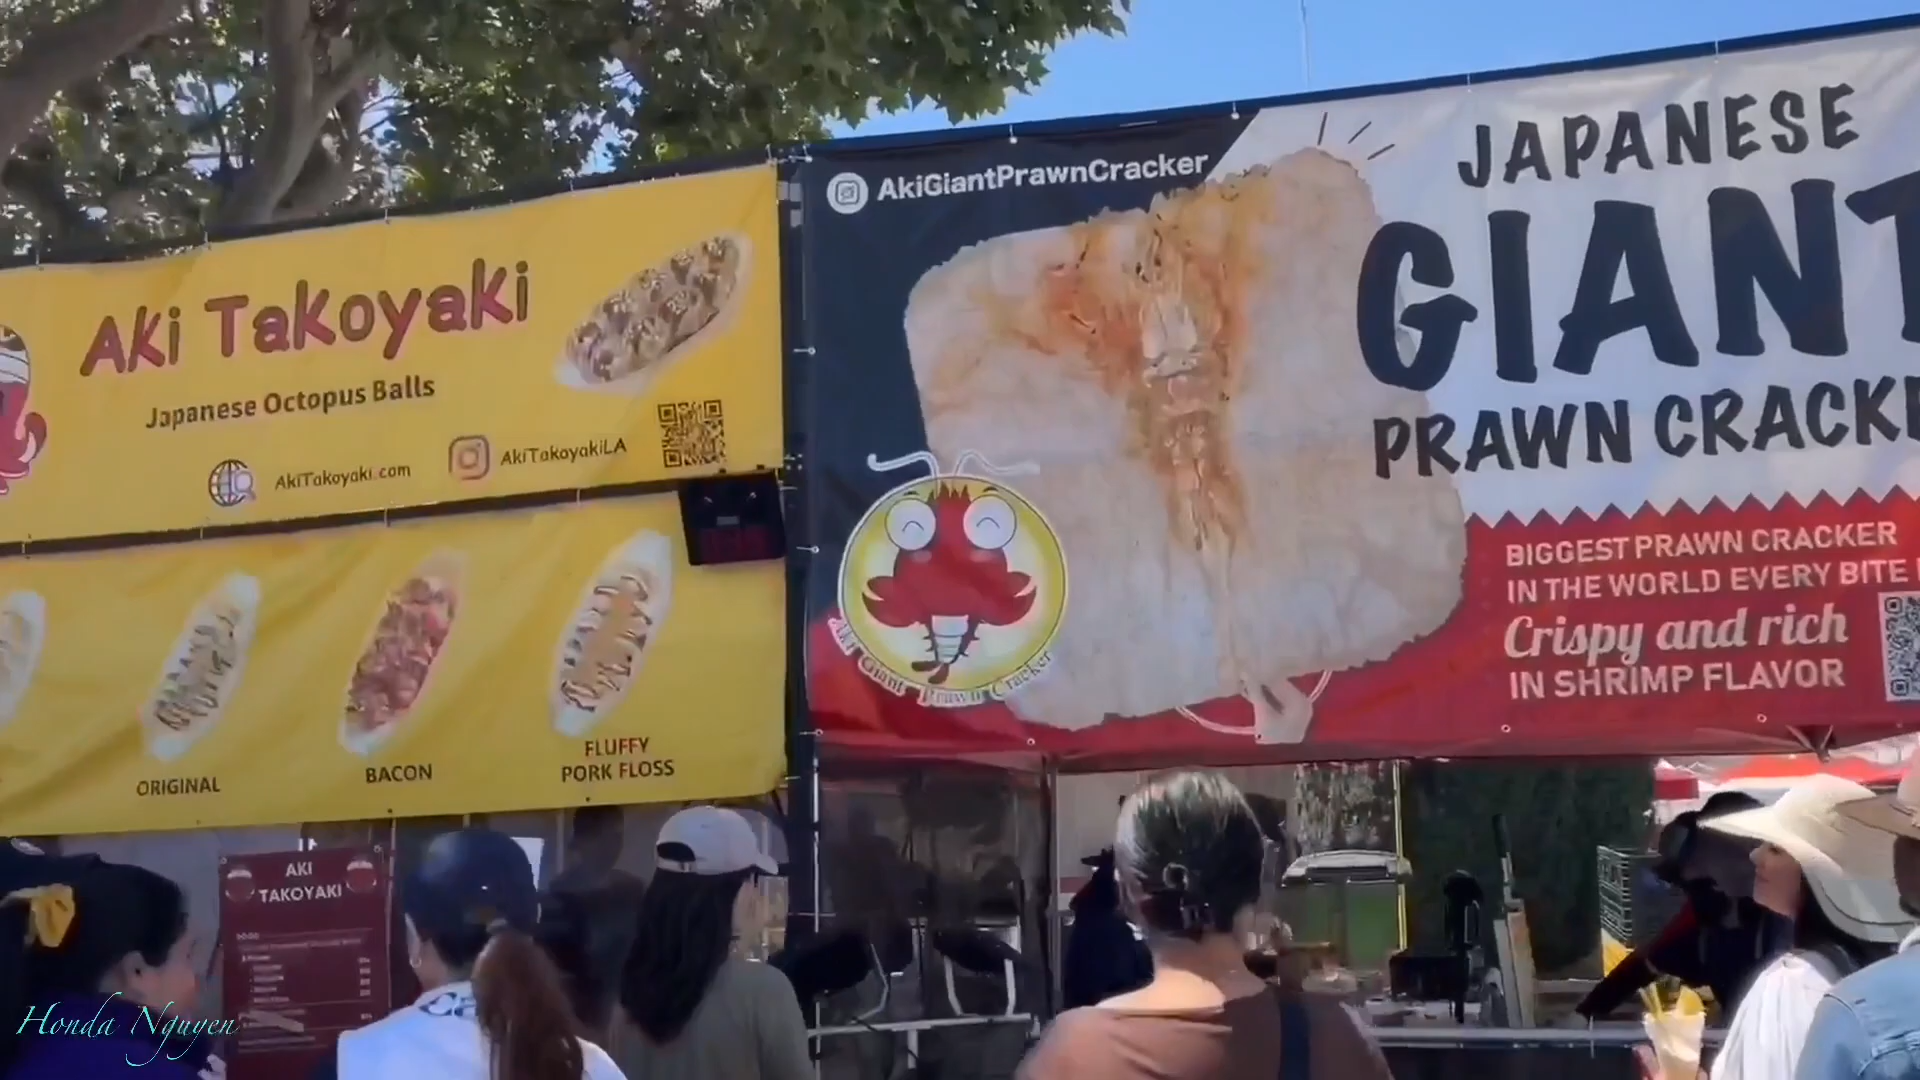 Aki Takoyaki
Japanese Octopus Balls
AkiTakoyaki.com
AkiTakoyakiLA
ORIGINAL
BACON
FLUFFY
PORK FLOSS
AkiGiantPrawnCracker
JAPANESE
GIANT
PRAWN CRACKE
BIGGEST PRAWN CRACKER
IN THE WORLD EVERY BITE
Crispy and rich
IN SHRIMP FLAVOR
Aki Giant Prawn Cracker
AKI
TAKOYAKI
Honda Nguyen